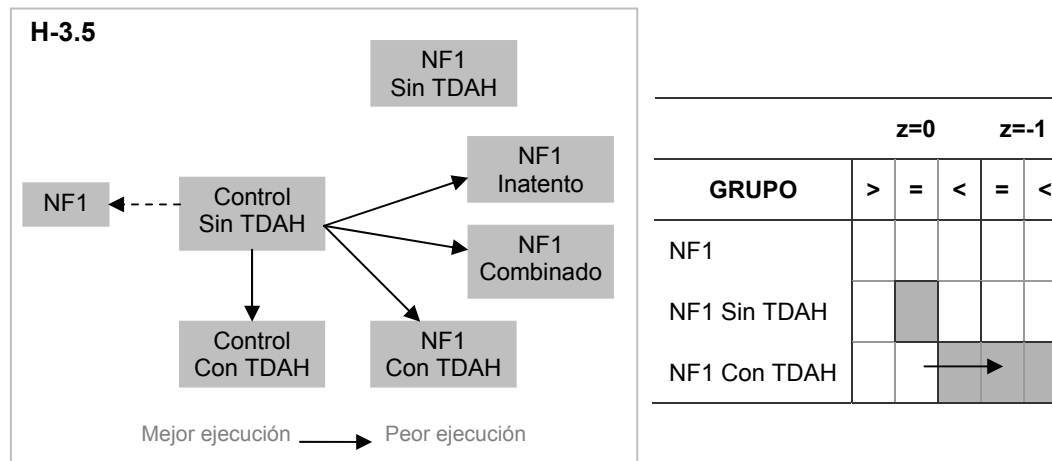 H-3.5
NF1
Sin TDAH
NF1
Inatento
NF1
Control
Sin TDAH
NF1
Combinado
Control
Con TDAH
NF1
Con TDAH
Mejor ejecución
Peor ejecución
z=0 z=-1
GRUPO > = < = <
NF1
NF1 Sin TDAH
NF1 Con TDAH